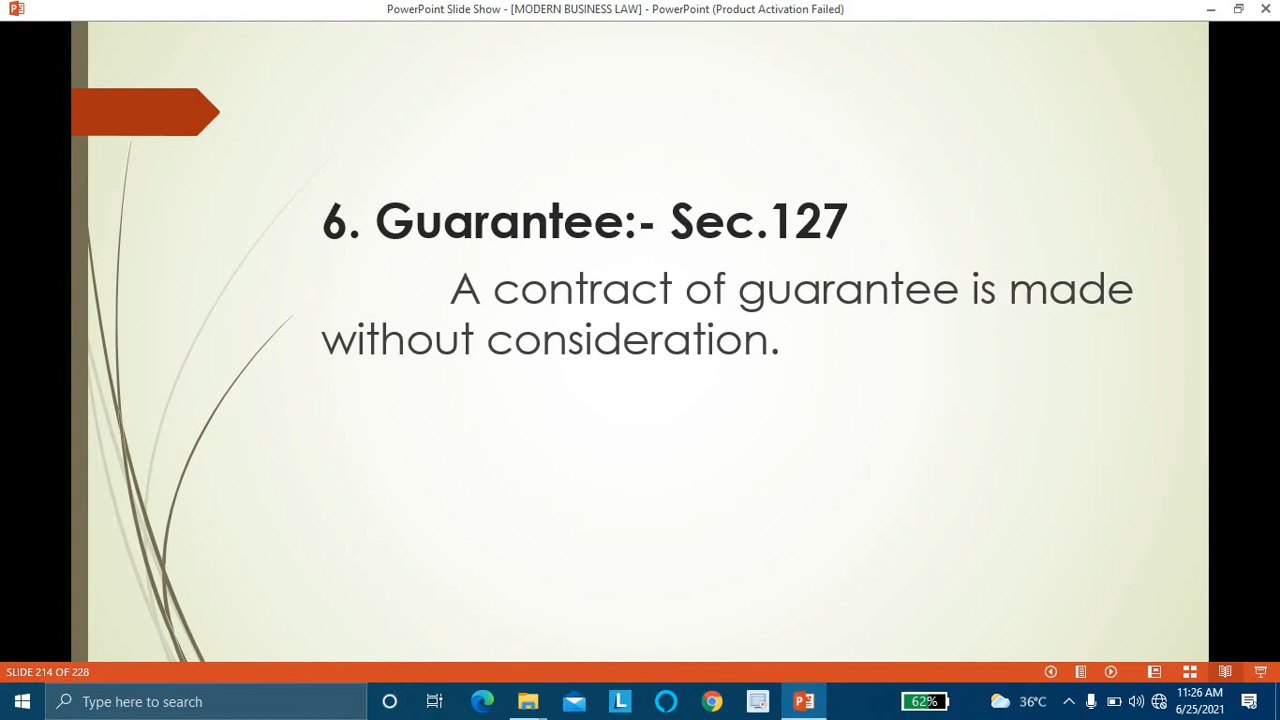 PowerPoint Slide Show - [MODERN BUSINESS LAW] - PowerPoint (Product Activation Failed)
6. Guarantee:- Sec.127
A contract of guarantee is made
without consideration.
SLIDE 214 OF 228
Type here to search
L
62%
36°C
11:26 AM
6/25/2021